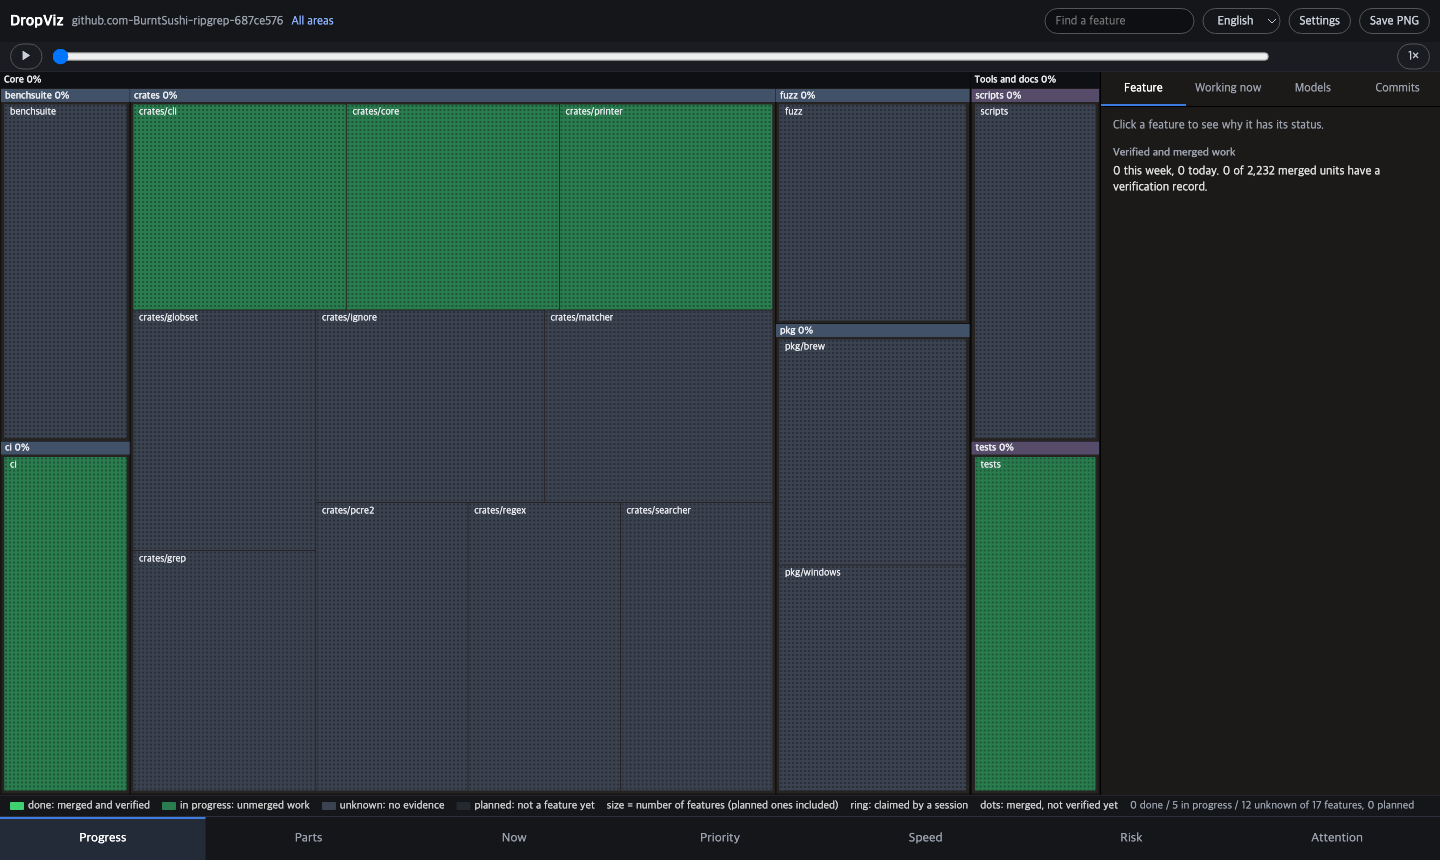 DropViz github.com-BurntSushi-ripgrep-687ce576 All areas
Find a feature
English
Settings
Save PNG
1×
Core 0%
Tools and docs 0%
benchsuite 0%
crates 0%
fuzz 0%
scripts 0%
benchsuite
crates/cli
crates/core
crates/printer
fuzz
scripts
Feature
Working now
Models
Commits
Click a feature to see why it has its status.
Verified and merged work
0 this week, 0 today. 0 of 2,232 merged units have a
verification record.
crates/globset
crates/ignore
crates/matcher
pkg 0%
pkg/brew
ci 0%
tests 0%
ci
tests
crates/pcre2
crates/regex
crates/searcher
crates/grep
pkg/windows
done: merged and verified
in progress: unmerged work
unknown: no evidence
planned: not a feature yet
size = number of features (planned ones included)
ring: claimed by a session
dots: merged, not verified yet
0 done / 5 in progress / 12 unknown of 17 features, 0 planned
Progress
Parts
Now
Priority
Speed
Risk
Attention